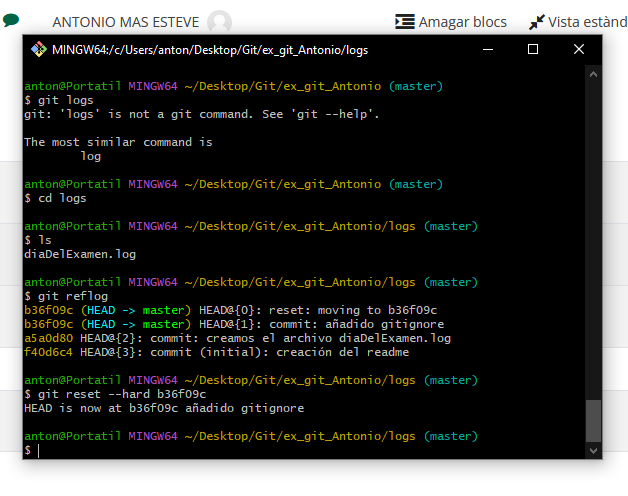 ANTONIO MAS ESTEVE
Amagar blocs
Vista estànd
MINGW64:/c/Users/anton/Desktop/Git/ex_git_Antonio/logs
anton@Portatil MINGW64 ~/Desktop/Git/ex_git_Antonio (master)
$ git logs
git: 'logs' is not a git command. See 'git --help'.
The most similar command is
log
anton@Portatil MINGW64 ~/Desktop/Git/ex_git_Antonio (master)
$ cd logs
anton@Portatil MINGW64 ~/Desktop/Git/ex_git_Antonio/logs (master)
$ ls
diaDelExamen.log
anton@Portatil MINGW64 ~/Desktop/Git/ex_git_Antonio/logs (master)
$ git reflog
b36f09c (HEAD -> master) HEAD@{0}: reset: moving to b36f09c
b36f09c (HEAD -> master) HEAD@{1}: commit: añadido gitignore
a5a0d80 HEAD@{2}: commit: creamos el archivo diaDelExamen.log
f40d6c4 HEAD@{3}: commit (initial): creación del readme
anton@Portatil MINGW64 ~/Desktop/Git/ex_git_Antonio/logs (master)
$ git reset --hard b36f09c
HEAD is now at b36f09c añadido gitignore
anton@Portatil MINGW64 ~/Desktop/Git/ex_git_Antonio/logs (master)
$